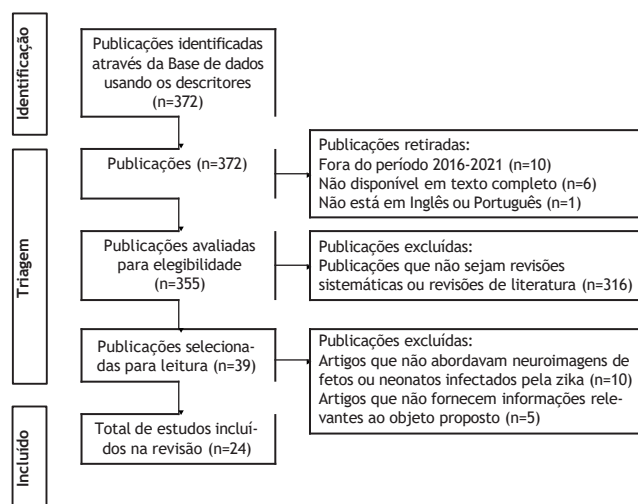 Identificação
Publicações identificadas
através da Base de dados
usando os descritores
(n=372)
Triagem
Publicações (n=372)
Publicações retiradas:
Fora do período 2016-2021 (n=10)
Não disponível em texto completo (n=6)
Não está em Inglês ou Português (n=1)
Publicações avaliadas
para elegibilidade
(n=355)
Publicações excluídas:
Publicações que não sejam revisões
sistemáticas ou revisões de literatura (n=316)
Publicações seleciona-
das para leitura (n=39)
Publicações excluídas:
Artigos que não abordavam neuroimagens de
fetos ou neonatos infectados pela zika (n=10)
Artigos que não fornecem informações rele-
vantes ao objeto proposto (n=5)
Incluído
Total de estudos incluí-
dos na revisão (n=24)